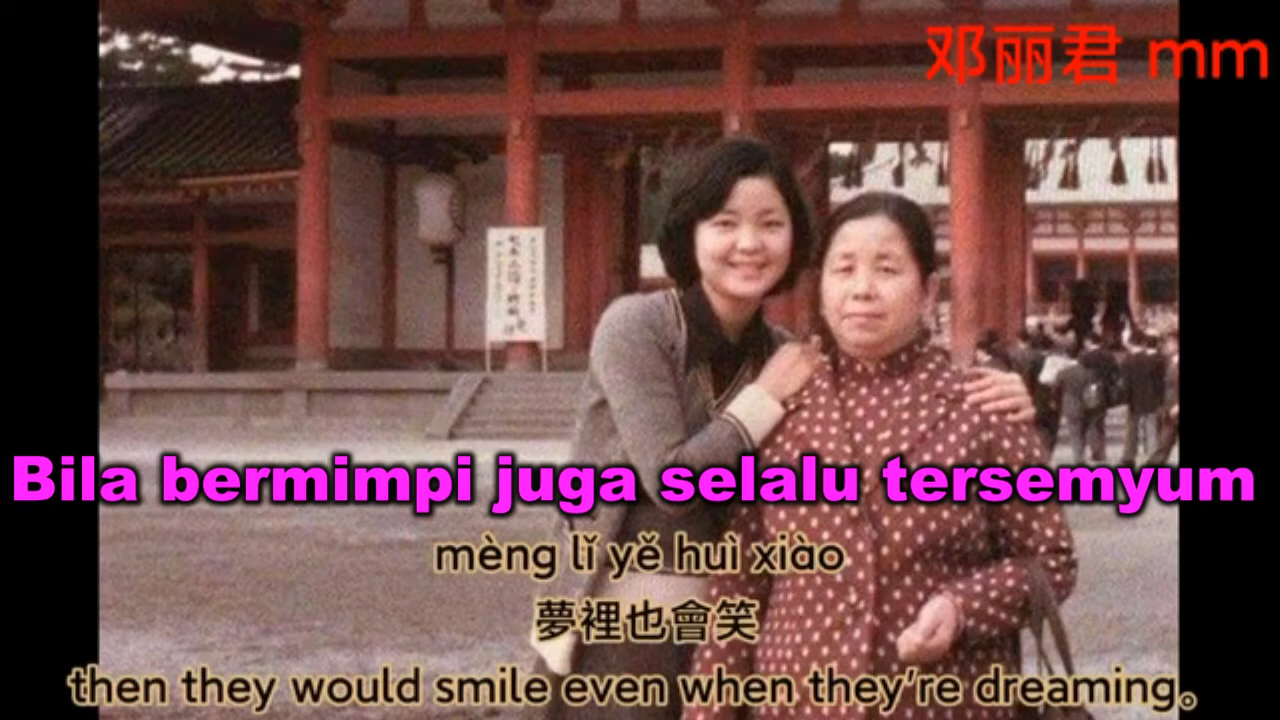 邓丽君 mm
Bila bermimpi juga selalu tersemyum
mèng lǐ yě huì xiào
夢裡也會笑
then they would smile even when they’re dreaming。